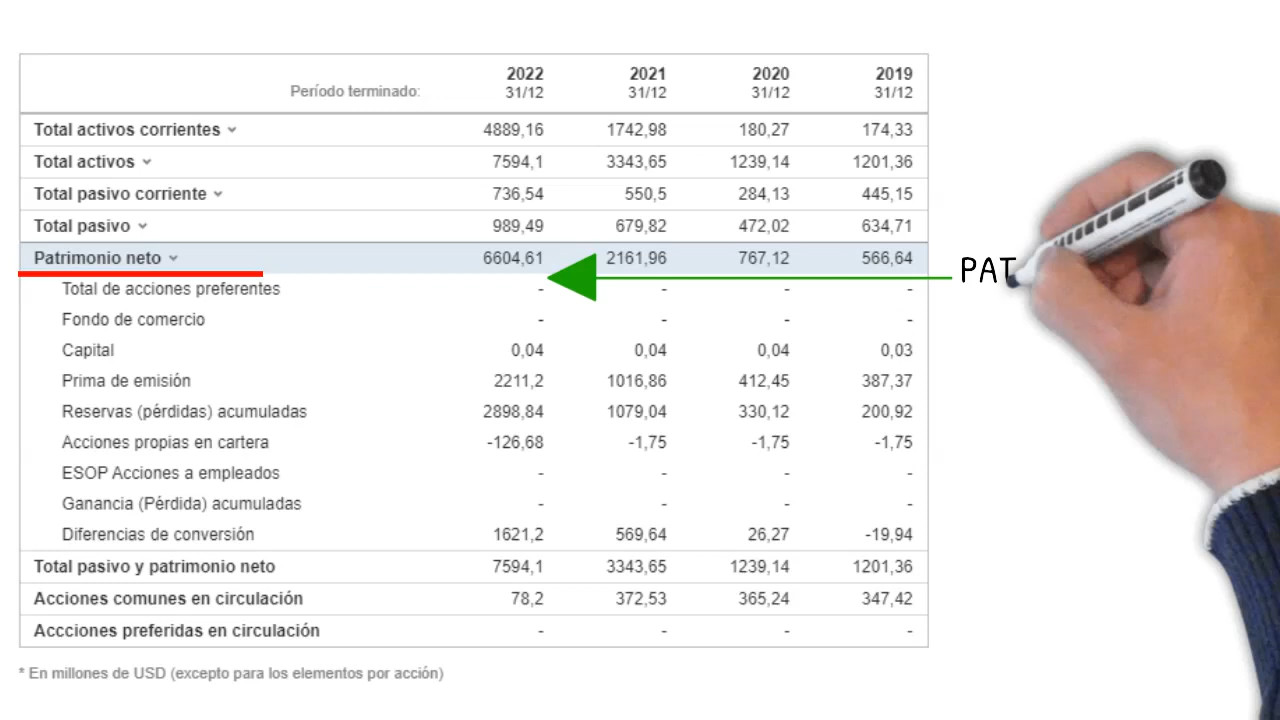 2022 2021 2020 2019
Período terminado: 31/12 31/12 31/12 31/12
Total activos corrientes 4889,16 1742,98 180,27 174,33
Total activos 7594,1 3343,65 1239,14 1201,36
Total pasivo corriente 736,54 550,5 284,13 445,15
Total pasivo 989,49 679,82 472,02 634,71
Patrimonio neto 6604,61 2161,96 767,12 566,64
PAT
Total de acciones preferentes - - - -
Fondo de comercio - - - -
Capital 0,04 0,04 0,04 0,03
Prima de emisión 2211,2 1016,86 412,45 387,37
Reservas (pérdidas) acumuladas 2898,84 1079,04 330,12 200,92
Acciones propias en cartera -126,68 -1,75 -1,75 -1,75
ESOP Acciones a empleados - - - -
Ganancia (Pérdida) acumuladas - - - -
Diferencias de conversión 1621,2 569,64 26,27 -19,94
Total pasivo y patrimonio neto 7594,1 3343,65 1239,14 1201,36
Acciones comunes en circulación 78,2 372,53 365,24 347,42
Accciones preferidas en circulación - - - -
* En millones de USD (excepto para los elementos por acción)